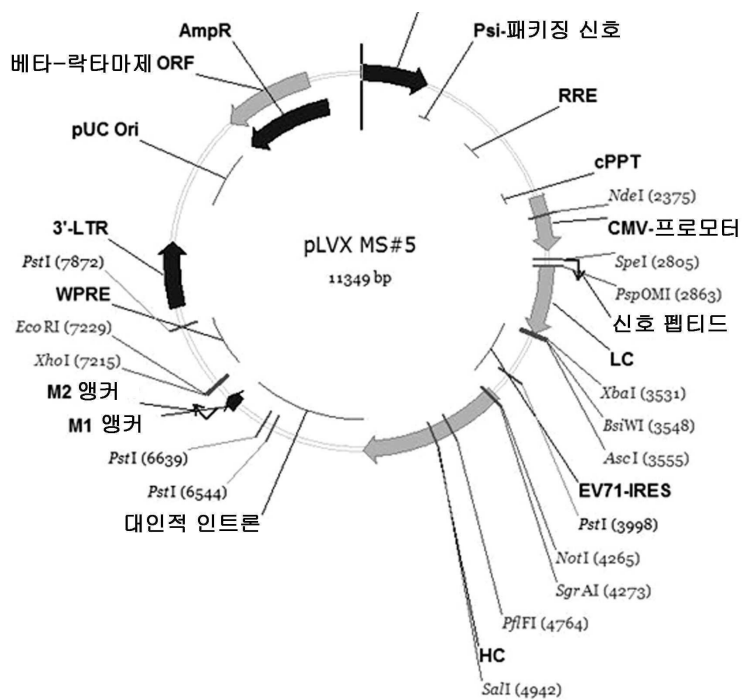 AmpR
Psi-패키징 신호
베타-락타마제 ORF
RRE
pUC Ori
cPPT
NdeI (2375)
3'-LTR
pLVX MS#5
CMV-프로모터
11349 bp
SpeI (2805)
PstI (7872)
PspOMI (2863)
WPRE
신호 펩티드
EcoRI (7229)
LC
XhoI (7215)
XbaI (3531)
M2 앵커
BsiWI (3548)
M1 앵커
AscI (3555)
PstI (6639)
EV71-IRES
PstI (6544)
PstI (3998)
대인적 인트론
NotI (4265)
SgrAI (4273)
PflFI (4764)
HC
SalI (4942)